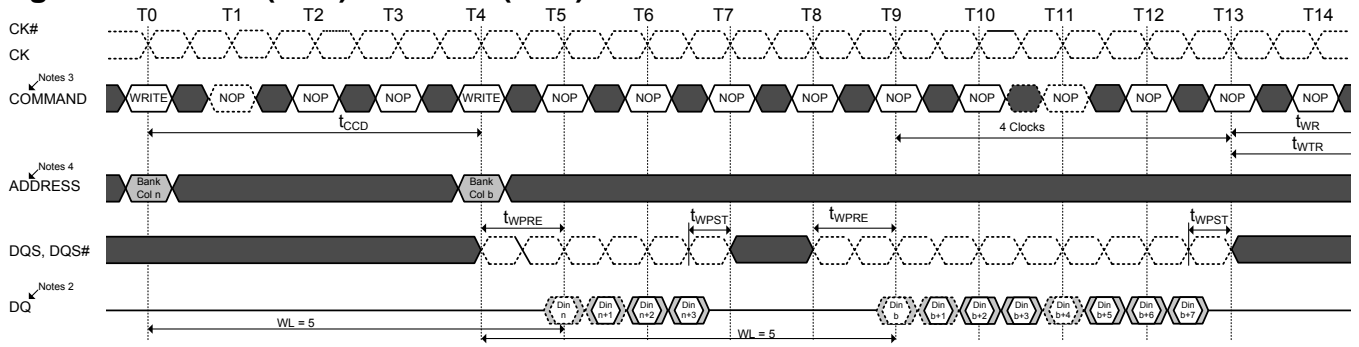 T0 T1 T2 T3 T4 T5 T6 T7 T8 T9 T10 T11 T12 T13 T14
CK#
CK
Notes 3
COMMAND WRITE NOP NOP NOP WRITE NOP NOP NOP NOP NOP NOP NOP NOP NOP NOP
tCCD 4 Clocks tWR
tWTR
Notes 4
ADDRESS Bank Col n Bank Col b
tWPRE tWPST tWPRE tWPST
DQS, DQS#
Notes 2
DQ Din n Din n+1 Din n+2 Din n+3 Din b Din b+1 Din b+2 Din b+3 Din b+4 Din b+5 Din b+6 Din b+7
WL = 5 WL = 5